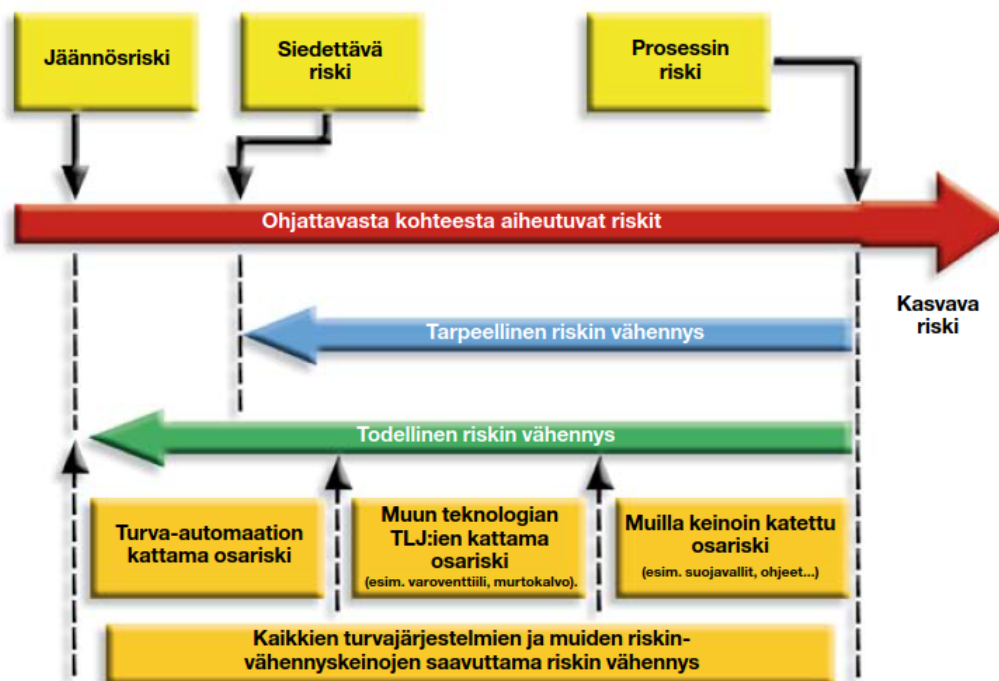 Jäännösriski
Siedettävä
riski
Prosessin
riski
Ohjattavasta kohteesta aiheutuvat riskit
Kasvava
riski
Tarpeellinen riskin vähennys
Todellinen riskin vähennys
Turva-automaation
kattama osariski
Muun teknologian
TLJ:ien kattama
osariski
(esim. varoventtiili, murtokalvo).
Muilla keinoin katettu
osariski
(esim. suojavallit, ohjeet...)
Kaikkien turvajärjestelmien ja muiden riskin-
vähennyskeinojen saavuttama riskin vähennys